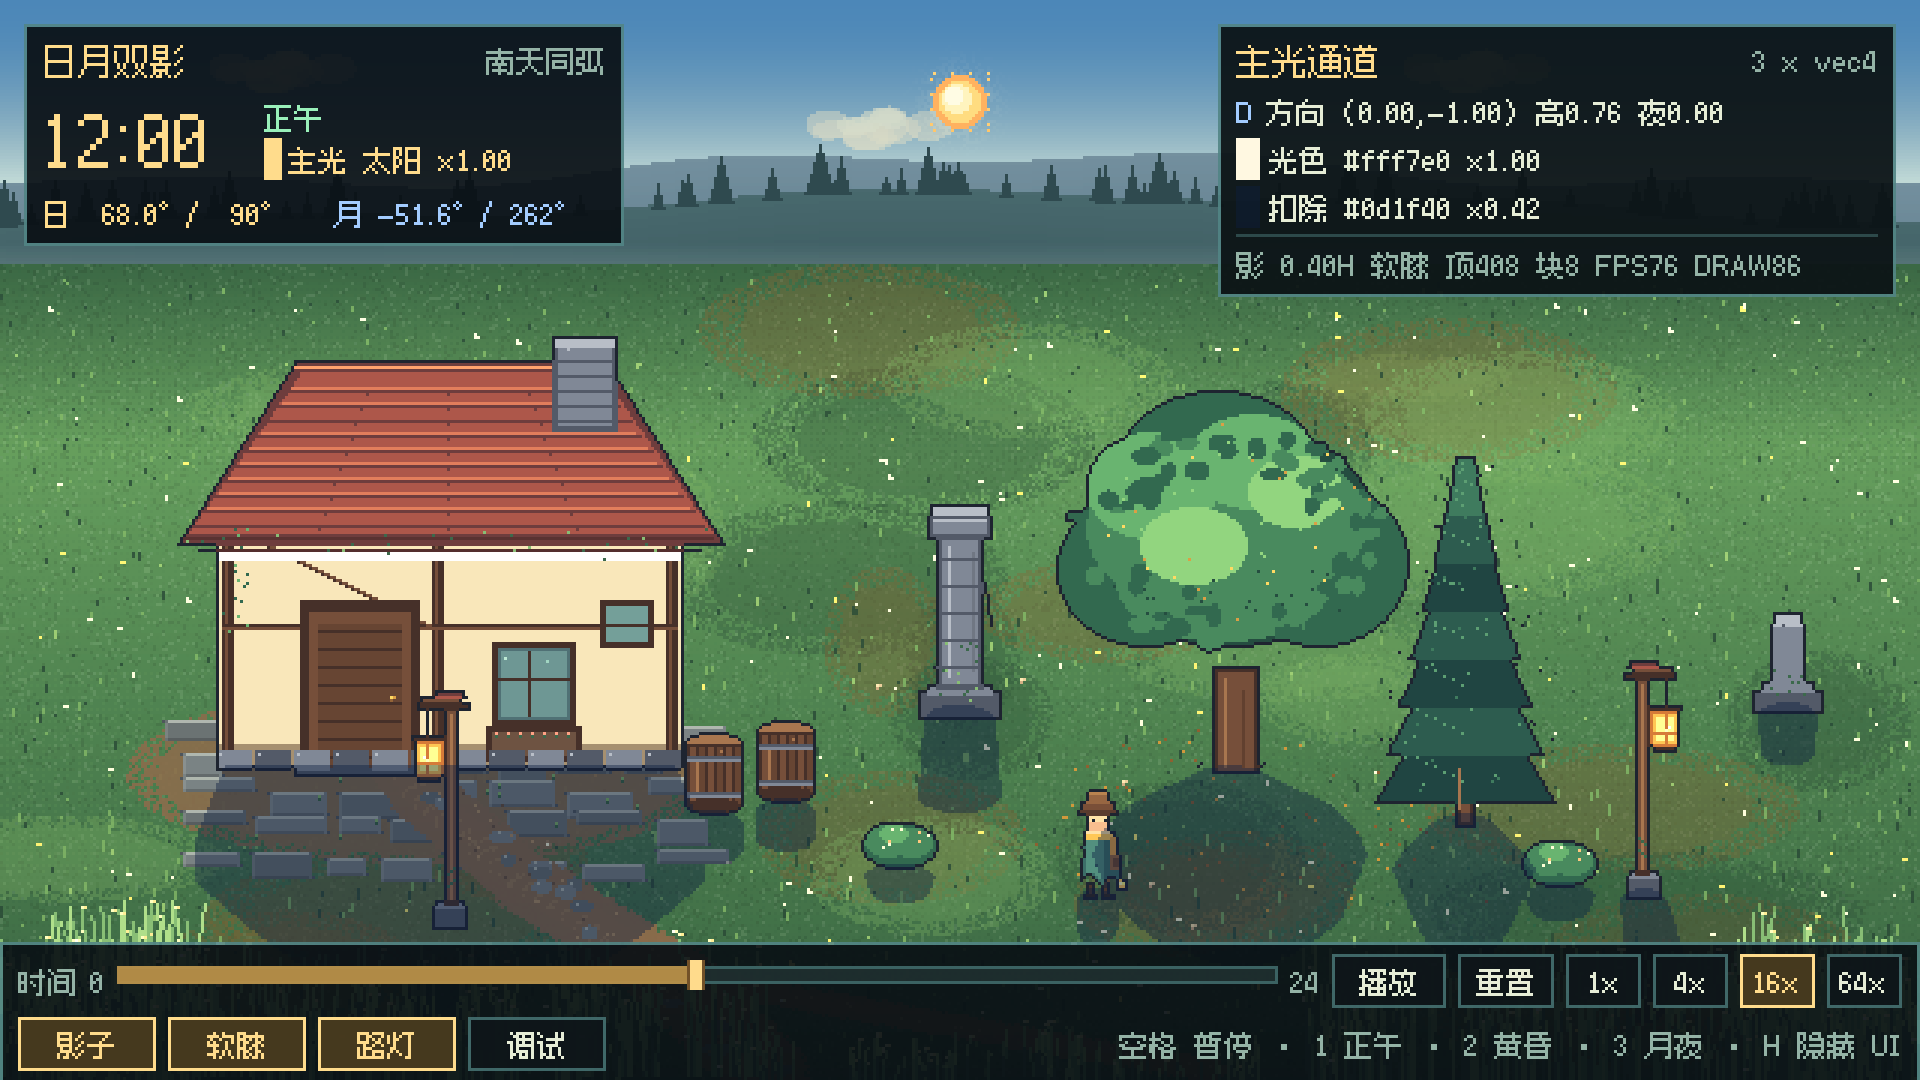 日月双影 南天同弧
12:00 正午
主光 太阳 x1.00
日 68.0° / 90° 月 -51.6° / 262°
主光通道 3 x vec4
D 方向 (0.00,-1.00) 高0.76 夜0.00
光色 #fff7e0 x1.00
扣除 #0d1f40 x0.42
影 0.40H 软 顶408 块8 FPS76 DRAW86
时间 0 24 播放 重置 1x 4x 16x 64x
影子 软 路灯 调试 空格 暂停 · 1 正午 · 2 黄昏 · 3 月夜 · H 隐藏 UI